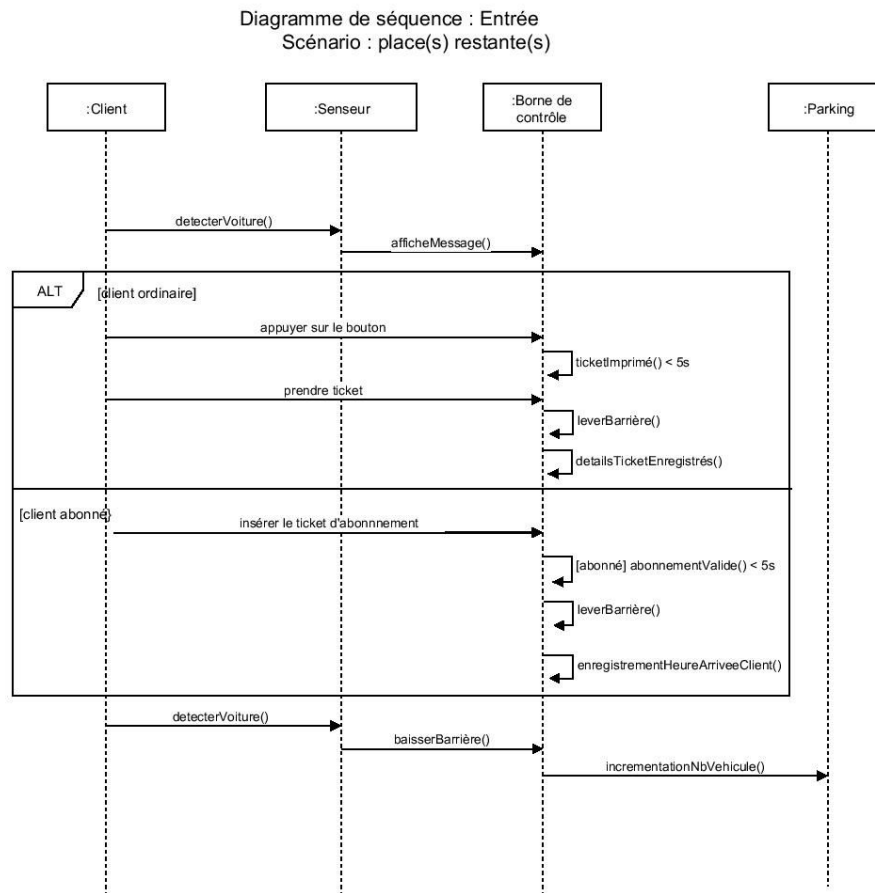 Diagramme de séquence : Entrée
Scénario : place(s) restante(s)
:Client
:Senseur
:Borne de
contrôle
:Parking
detecterVoiture()
afficheMessage()
ALT
[client ordinaire]
appuyer sur le bouton
ticketImprimé() < 5s
prendre ticket
leverBarrière()
detailsTicketEnregistrés()
[client abonné}
insérer le ticket d'abonnnement
[abonné] abonnementValide() < 5s
leverBarrière()
enregistrementHeureArriveeClient()
detecterVoiture()
baisserBarrière()
incrementationNbVehicule()